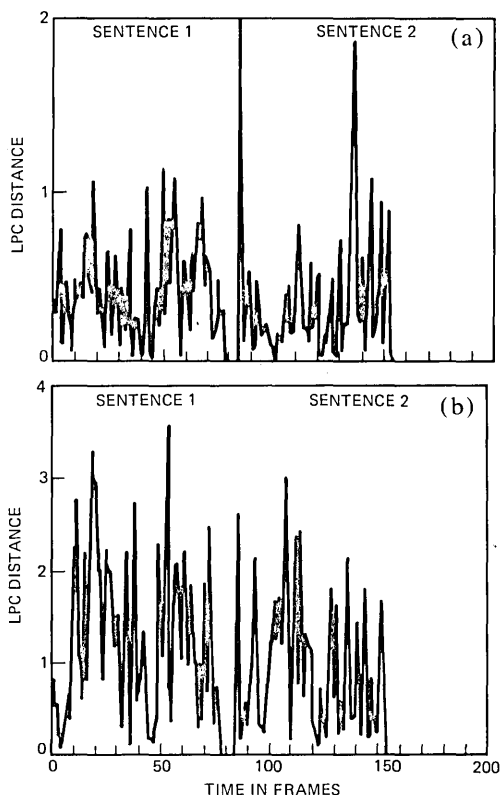 SENTENCE 1 SENTENCE 2 (a)
2
1
0
LPC DISTANCE
SENTENCE 1 SENTENCE 2 (b)
4
3
2
1
0
LPC DISTANCE
0 50 100 150 200
TIME IN FRAMES